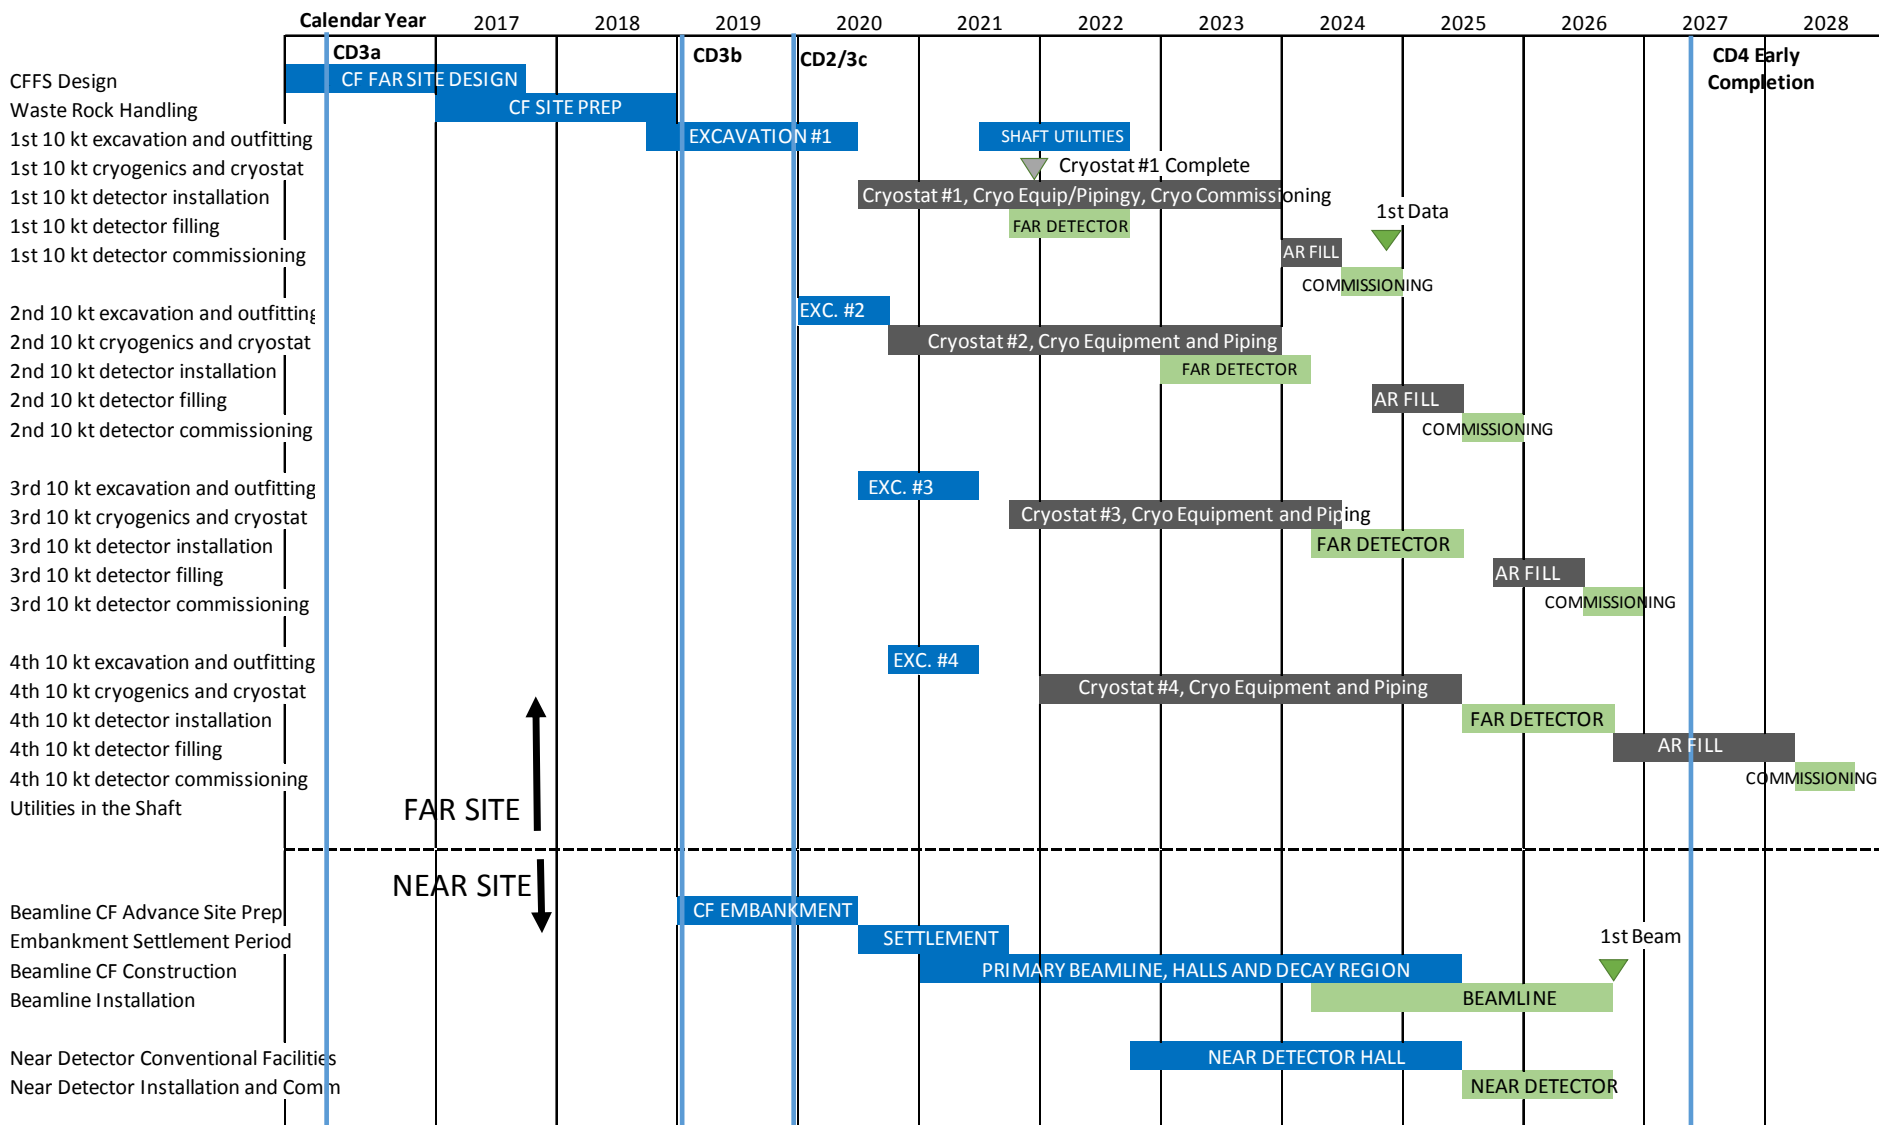 Calendar Year 2017 2018 2019 2020 2021 2022 2023 2024 2025 2026 2027 2028
CD3a CD3b CD2/3c CD4 Early
Completion
CFFS Design CF FAR SITE DESIGN
Waste Rock Handling CF SITE PREP
1st 10 kt excavation and outfitting EXCAVATION #1 SHAFT UTILITIES
1st 10 kt cryogenics and cryostat Cryostat #1 Complete
1st 10 kt detector installation Cryostat #1, Cryo Equip/Pipingy, Cryo Commissioning
1st Data
1st 10 kt detector filling FAR DETECTOR
1st 10 kt detector commissioning AR FILL
COMMISSIONING
2nd 10 kt excavation and outfitting EXC. #2
2nd 10 kt cryogenics and cryostat Cryostat #2, Cryo Equipment and Piping
2nd 10 kt detector installation FAR DETECTOR
2nd 10 kt detector filling AR FILL
2nd 10 kt detector commissioning COMMISSIONING
3rd 10 kt excavation and outfitting EXC. #3
3rd 10 kt cryogenics and cryostat Cryostat #3, Cryo Equipment and Piping
3rd 10 kt detector installation FAR DETECTOR
3rd 10 kt detector filling AR FILL
3rd 10 kt detector commissioning COMMISSIONING
4th 10 kt excavation and outfitting EXC. #4
4th 10 kt cryogenics and cryostat Cryostat #4, Cryo Equipment and Piping
4th 10 kt detector installation FAR DETECTOR
4th 10 kt detector filling AR FILL
4th 10 kt detector commissioning COMMISSIONING
Utilities in the Shaft
FAR SITE
NEAR SITE
Beamline CF Advance Site Prep CF EMBANKMENT
Embankment Settlement Period SETTLEMENT 1st Beam
Beamline CF Construction PRIMARY BEAMLINE, HALLS AND DECAY REGION
Beamline Installation BEAMLINE
Near Detector Conventional Facilities NEAR DETECTOR HALL
Near Detector Installation and Comm NEAR DETECTOR